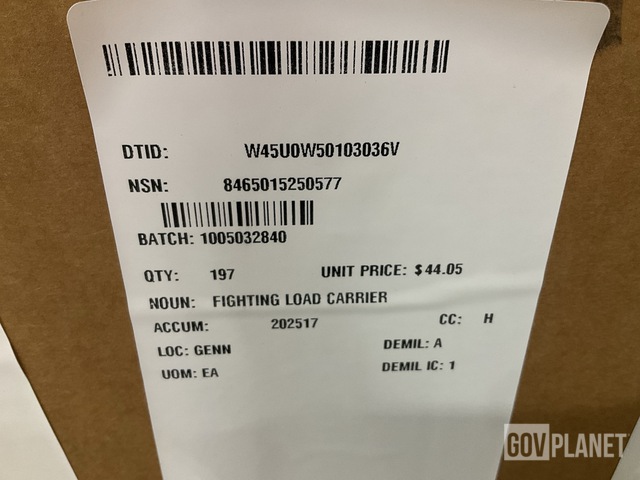 DTID: W45U0W50103036V
NSN: 8465015250577
BATCH: 1005032840
QTY: 197 UNIT PRICE: $ 44.05
NOUN: FIGHTING LOAD CARRIER
ACCUM: 202517 CC: H
LOC: GENN DEMIL: A
UOM: EA DEMIL IC: 1
GOVPLANET